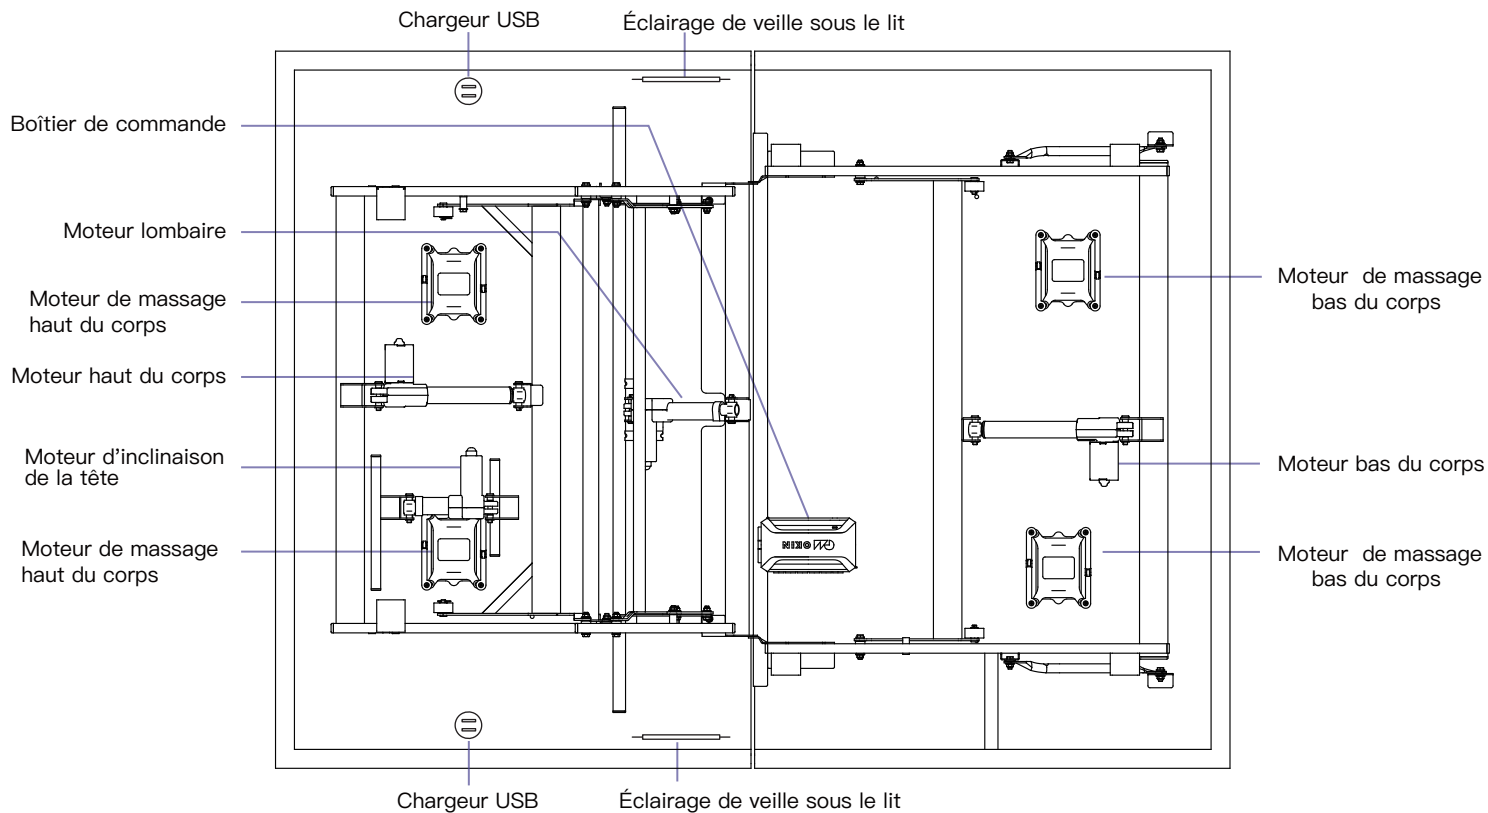 Chargeur USB
Éclairage de veille sous le lit
Boîtier de commande
Moteur lombaire
Moteur de massage
haut du corps
Moteur haut du corps
Moteur d'inclinaison
de la tête
Moteur de massage
haut du corps
Moteur de massage
bas du corps
Moteur bas du corps
Moteur de massage
bas du corps
OKIN
Chargeur USB
Éclairage de veille sous le lit